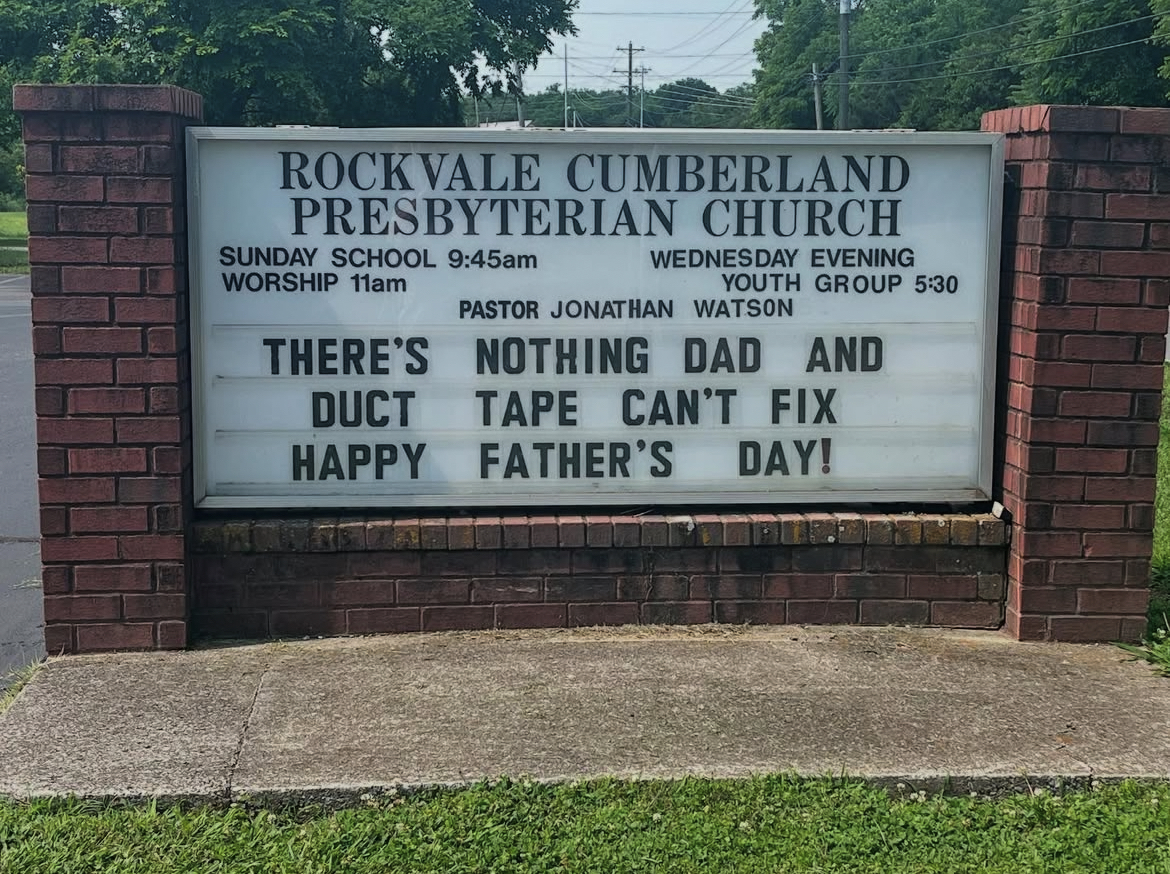 ROCKVALE CUMBERLAND
PRESBYTERIAN CHURCH
SUNDAY SCHOOL 9:45am
WORSHIP 11am
WEDNESDAY EVENING
YOUTH GROUP 5:30
PASTOR JONATHAN WATSON
THERE'S NOTHING DAD AND
DUCT TAPE CAN'T FIX
HAPPY FATHER'S DAY!